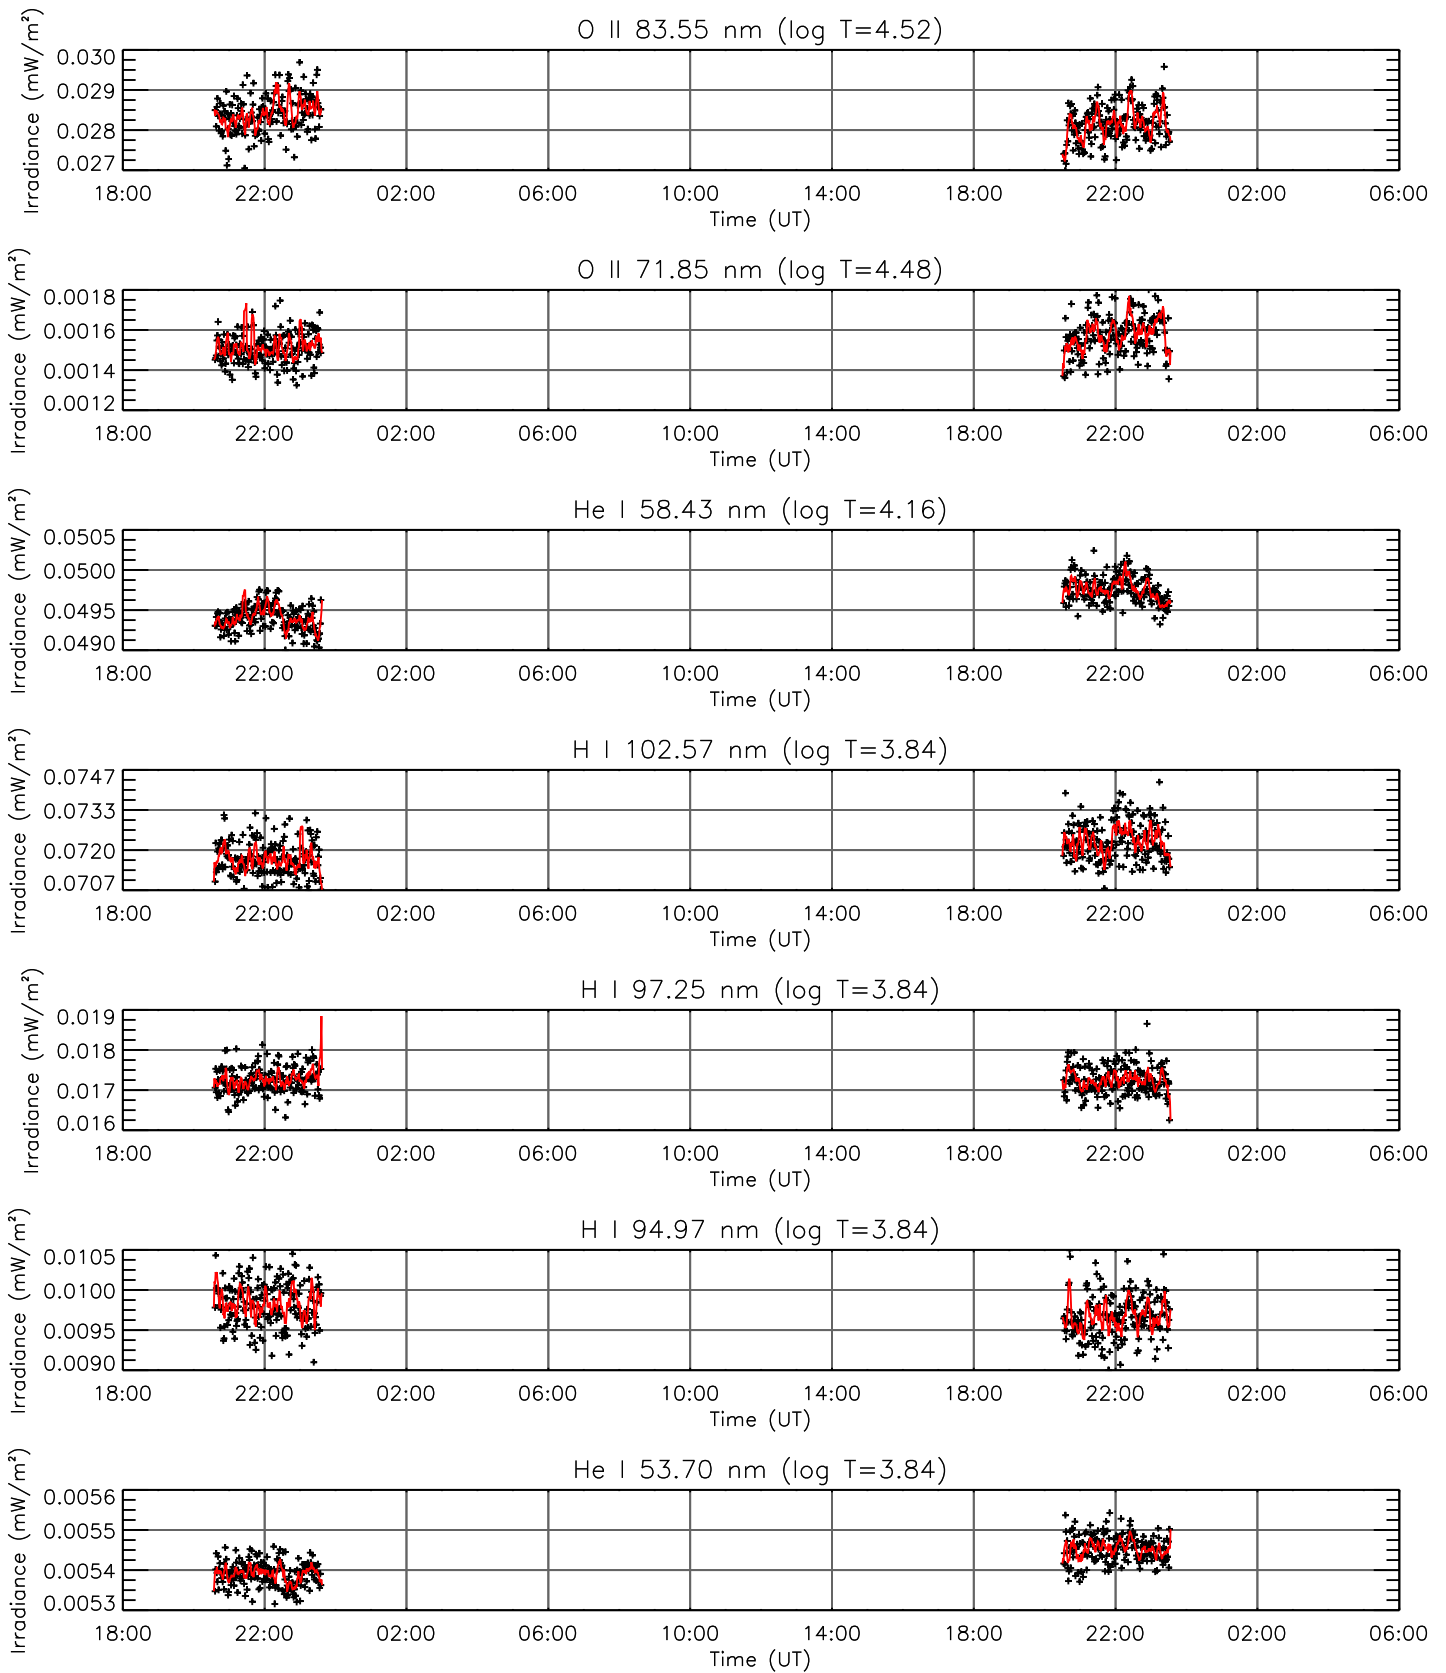 O II 83.55 nm (log T=4.52)
Irradiance (mW/m²)
0.030
0.029
0.028
0.027
18:00 22:00 02:00 06:00 10:00 14:00 18:00 22:00 02:00 06:00
Time (UT)
O II 71.85 nm (log T=4.48)
Irradiance (mW/m²)
0.0018
0.0016
0.0014
0.0012
18:00 22:00 02:00 06:00 10:00 14:00 18:00 22:00 02:00 06:00
Time (UT)
He I 58.43 nm (log T=4.16)
Irradiance (mW/m²)
0.0505
0.0500
0.0495
0.0490
18:00 22:00 02:00 06:00 10:00 14:00 18:00 22:00 02:00 06:00
Time (UT)
H I 102.57 nm (log T=3.84)
Irradiance (mW/m²)
0.0747
0.0733
0.0720
0.0707
18:00 22:00 02:00 06:00 10:00 14:00 18:00 22:00 02:00 06:00
Time (UT)
H I 97.25 nm (log T=3.84)
Irradiance (mW/m²)
0.019
0.018
0.017
0.016
18:00 22:00 02:00 06:00 10:00 14:00 18:00 22:00 02:00 06:00
Time (UT)
H I 94.97 nm (log T=3.84)
Irradiance (mW/m²)
0.0105
0.0100
0.0095
0.0090
18:00 22:00 02:00 06:00 10:00 14:00 18:00 22:00 02:00 06:00
Time (UT)
He I 53.70 nm (log T=3.84)
Irradiance (mW/m²)
0.0056
0.0055
0.0054
0.0053
18:00 22:00 02:00 06:00 10:00 14:00 18:00 22:00 02:00 06:00
Time (UT)